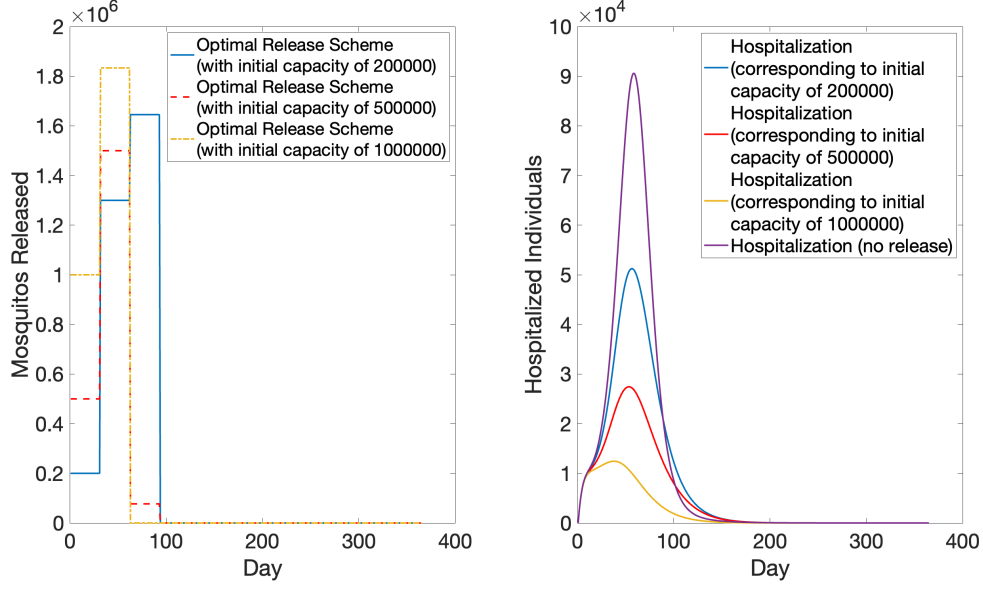 ×10⁶
2
1.8
1.6
1.4
1.2
1
0.8
0.6
0.4
0.2
0
Mosquitos Released
Optimal Release Scheme
(with initial capacity of 200000)
Optimal Release Scheme
(with initial capacity of 500000)
Optimal Release Scheme
(with initial capacity of 1000000)
0 100 200 300 400
Day
×10⁴
10
9
8
7
6
5
4
3
2
1
0
Hospitalized Individuals
Hospitalization
(corresponding to initial
capacity of 200000)
Hospitalization
(corresponding to initial
capacity of 500000)
Hospitalization
(corresponding to initial
capacity of 1000000)
Hospitalization (no release)
0 100 200 300 400
Day